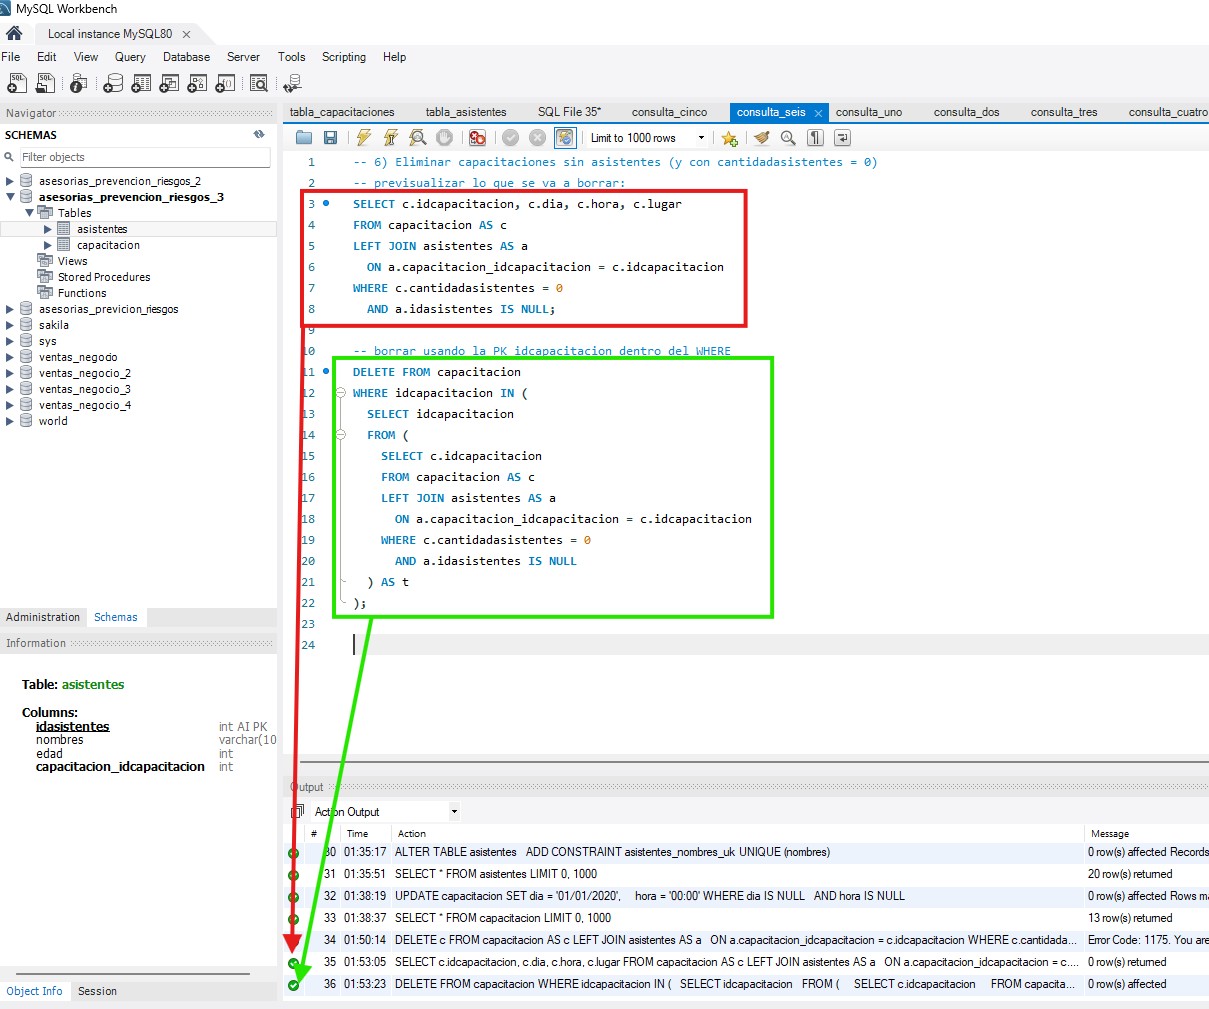 MySQL Workbench
Local instance MySQL80
File Edit View Query Database Server Tools Scripting Help
Navigator
SCHEMAS
Filter objects
asesorias_prevencion_riesgos_2
asesorias_prevencion_riesgos_3
Tables
asistentes
capacitacion
Views
Stored Procedures
Functions
asesorias_previcion_riesgos
sakila
sys
ventas_negocio
ventas_negocio_2
ventas_negocio_3
ventas_negocio_4
world
Administration Schemas
Information
Table: asistentes
Columns:
idasistentes int AI PK
nombres varchar(10
edad int
capacitacion_idcapacitacion int
Object Info Session
tabla_capacitaciones tabla_asistentes SQL File 35* consulta_cinco consulta_seis consulta_uno consulta_dos consulta_tres consulta_cuatro
Limit to 1000 rows
1 -- 6) Eliminar capacitaciones sin asistentes (y con cantidadasistentes = 0)
2 -- previsualizar lo que se va a borrar:
3 SELECT c.idcapacitacion, c.dia, c.hora, c.lugar
4 FROM capacitacion AS c
5 LEFT JOIN asistentes AS a
6 ON a.capacitacion_idcapacitacion = c.idcapacitacion
7 WHERE c.cantidadasistentes = 0
8 AND a.idasistentes IS NULL;
9
10 -- borrar usando la PK idcapacitacion dentro del WHERE
11 DELETE FROM capacitacion
12 WHERE idcapacitacion IN (
13 SELECT idcapacitacion
14 FROM (
15 SELECT c.idcapacitacion
16 FROM capacitacion AS c
17 LEFT JOIN asistentes AS a
18 ON a.capacitacion_idcapacitacion = c.idcapacitacion
19 WHERE c.cantidadasistentes = 0
20 AND a.idasistentes IS NULL
21 ) AS t
22 );
23
24
Output
Action Output
# Time Action Message
30 01:35:17 ALTER TABLE asistentes ADD CONSTRAINT asistentes_nombres_uk UNIQUE (nombres) 0 row(s) affected Records
31 01:35:51 SELECT * FROM asistentes LIMIT 0, 1000 20 row(s) returned
32 01:38:19 UPDATE capacitacion SET dia = '01/01/2020', hora = '00:00' WHERE dia IS NULL AND hora IS NULL 0 row(s) affected Rows ma
33 01:38:37 SELECT * FROM capacitacion LIMIT 0, 1000 13 row(s) returned
34 01:50:14 DELETE c FROM capacitacion AS c LEFT JOIN asistentes AS a ON a.capacitacion_idcapacitacion = c.idcapacitacion WHERE c.cantidada... Error Code: 1175. You are
35 01:53:05 SELECT c.idcapacitacion, c.dia, c.hora, c.lugar FROM capacitacion AS c LEFT JOIN asistentes AS a ON a.capacitacion_idcapacitacion = c.... 0 row(s) returned
36 01:53:23 DELETE FROM capacitacion WHERE idcapacitacion IN ( SELECT idcapacitacion FROM ( SELECT c.idcapacitacion FROM capacita... 0 row(s) affected